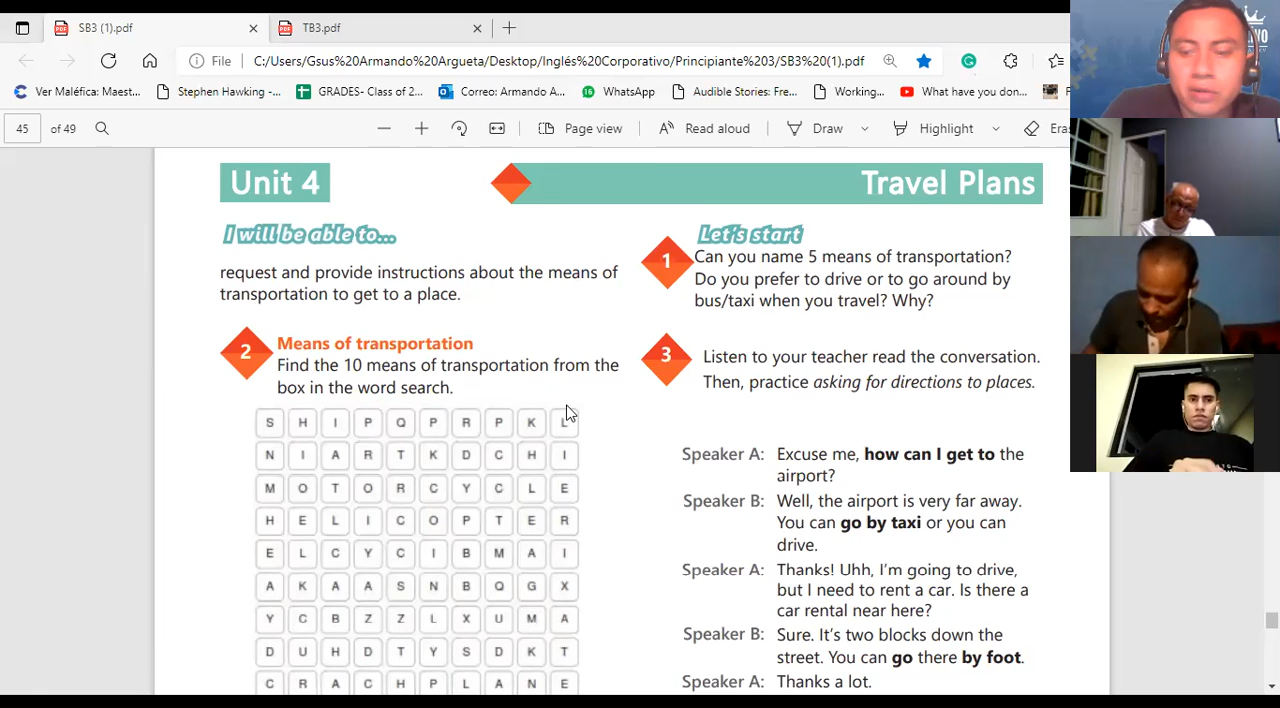 SB3 (1).pdf
TB3.pdf
File
C:/Users/Gsus%20Armando%20Argueta/Desktop/Inglés%20Corporativo/Principiante%203/SB3%20(1).pdf
Ver Maléfica: Maest...
Stephen Hawking -...
GRADES- Class of 2...
Correo: Armando A...
16
WhatsApp
Audible Stories: Fre...
Working...
What have you don...
45
of 49
Page view
Read aloud
Draw
Highlight
Era
Unit 4
Travel Plans
I will be able to...
request and provide instructions about the means of
transportation to get to a place.
2
Means of transportation
Find the 10 means of transportation from the
box in the word search.
S H I P Q P R P K L
N I A R T K D C H I
M O T O R C Y C L E
H E L I C O P T E R
E L C Y C I B M A I
A K A A S N B Q G X
Y C B Z Z L X U M A
D U H D T Y S D K T
C R A C H P L A N E
Let's start
1
Can you name 5 means of transportation?
Do you prefer to drive or to go around by
bus/taxi when you travel? Why?
3
Listen to your teacher read the conversation.
Then, practice asking for directions to places.
Speaker A: Excuse me, how can I get to the
airport?
Speaker B: Well, the airport is very far away.
You can go by taxi or you can
drive.
Speaker A: Thanks! Uhh, I'm going to drive,
but I need to rent a car. Is there a
car rental near here?
Speaker B: Sure. It's two blocks down the
street. You can go there by foot.
Speaker A: Thanks a lot.